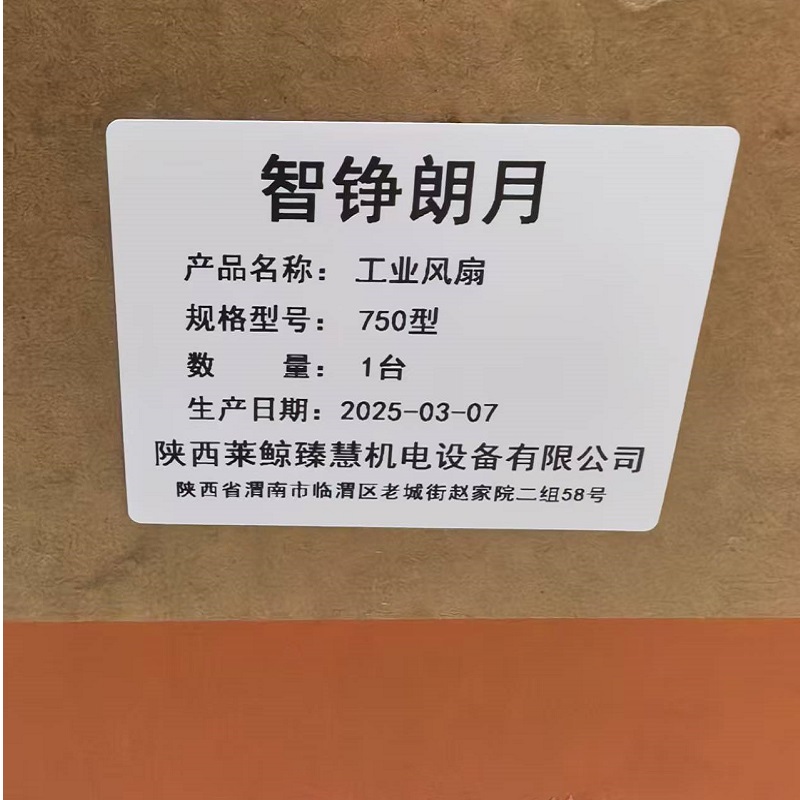 智铮朗月
产品名称： 工业风扇
规格型号： 750型
数 量： 1台
生产日期：2025-03-07
陕西莱鲸臻慧机电设备有限公司
陕西省渭南市临渭区老城街赵家院二组58号